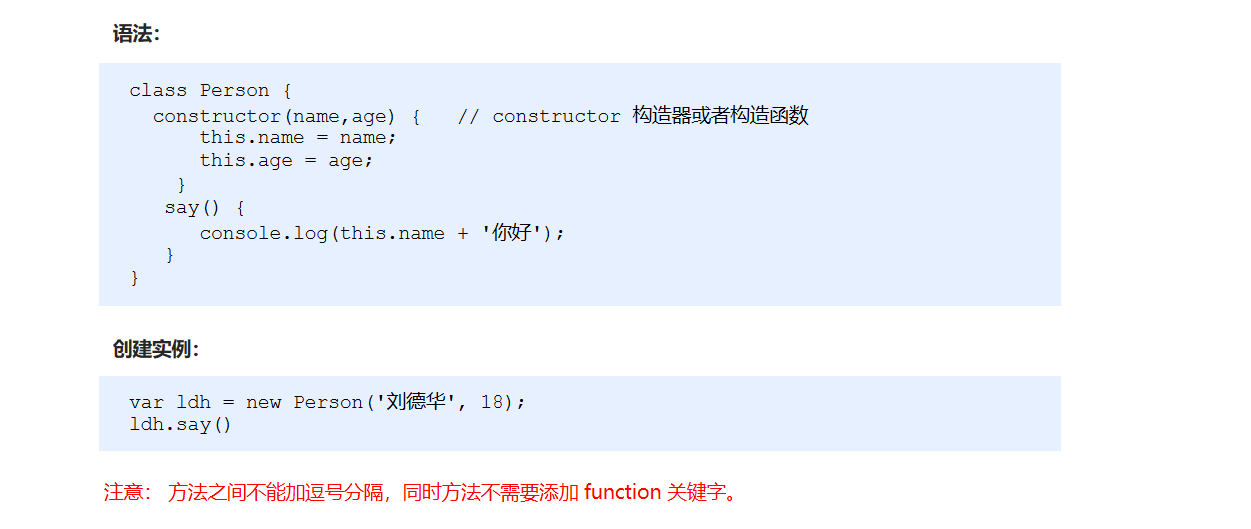 语法：
class Person {
  constructor(name,age) {   // constructor 构造器或者构造函数
      this.name = name;
      this.age = age;
    }
   say() {
      console.log(this.name + '你好');
   }
}
创建实例：
var ldh = new Person('刘德华', 18);
ldh.say()
注意： 方法之间不能加逗号分隔，同时方法不需要添加 function 关键字。